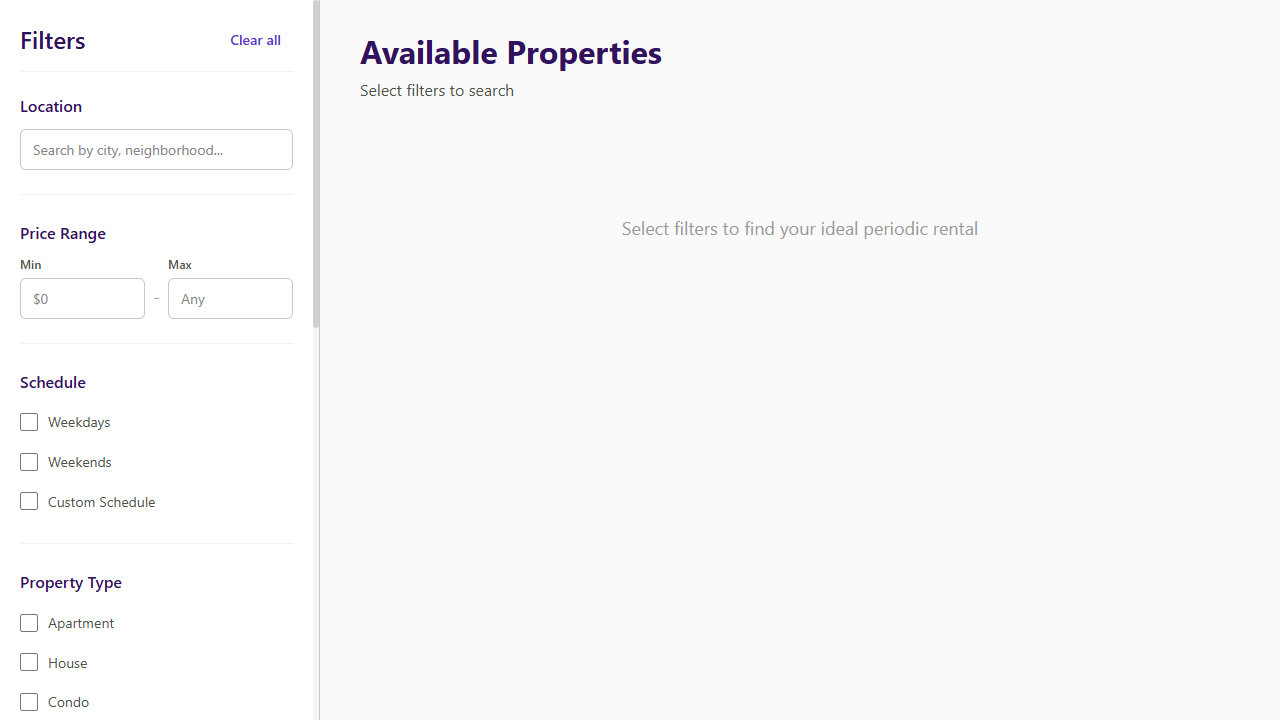 Filters
Clear all
Location
Search by city, neighborhood...
Price Range
Min
Max
$0
-
Any
Schedule
Weekdays
Weekends
Custom Schedule
Property Type
Apartment
House
Condo
Available Properties
Select filters to search
Select filters to find your ideal periodic rental